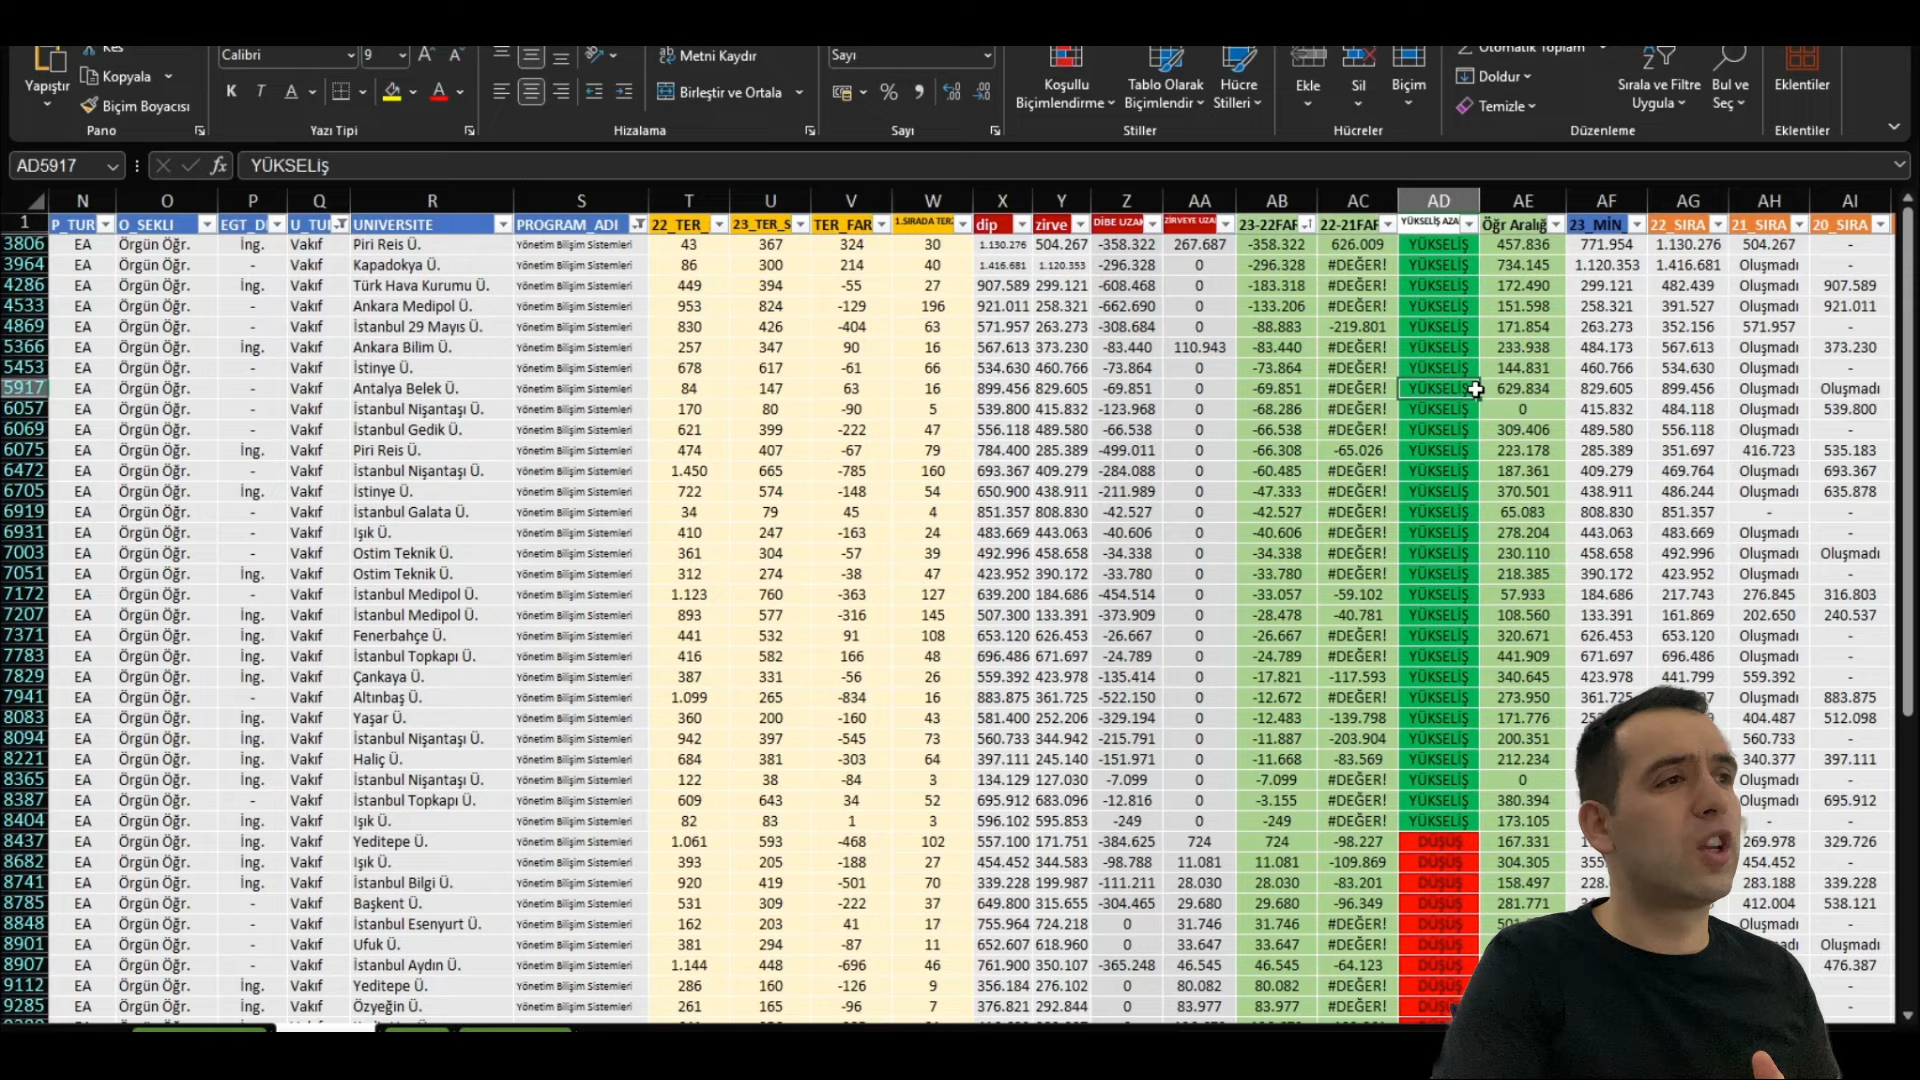 Kes Calibri 9 Metni Kaydır Sayı Otomatik Toplam
Yapıştır Kopyala Koşullu Tablo Olarak Hücre Ekle Sil Biçim Doldur Sırala ve Filtre Bul ve Eklentiler
Biçim Boyacısı K T A Birleştir ve Ortala % Biçimlendirme Biçimlendir Stilleri Temizle Uygula Seç
Pano Yazı Tipi Hizalama Sayı Stiller Hücreler Düzenleme Eklentiler
AD5917 fx YÜKSELiş
N O P Q R S T U V W X Y Z AA AB AC AD AE AF AG AH AI
1 P_TUR O_SEKLI EGT_D U_TU UNIVERSITE PROGRAM_ADI 22_TER_ 23_TER_S TER_FAR 1.SIRADA TER dip zirve DİBE UZAK ZİRVEYE UZA 23-22FAR 22-21FAR YÜKSELİŞ AZA Öğr Aralığı 23_MİN_ 22_SIRA 21_SIRA 20_SIRA
3806 EA Örgün Öğr. İng. Vakıf Piri Reis Ü. Yönetim Bilişim Sistemleri 43 367 324 30 1.130.276 504.267 -358.322 267.687 -358.322 626.009 YÜKSELİŞ 457.836 771.954 1.130.276 504.267 -
3964 EA Örgün Öğr. - Vakıf Kapadokya Ü. Yönetim Bilişim Sistemleri 86 300 214 40 1.416.681 1.120.353 -296.328 0 -296.328 #DEĞER! YÜKSELİŞ 734.145 1.120.353 1.416.681 Oluşmadı -
4286 EA Örgün Öğr. İng. Vakıf Türk Hava Kurumu Ü. Yönetim Bilişim Sistemleri 449 394 -55 27 907.589 299.121 -608.468 0 -183.318 #DEĞER! YÜKSELİŞ 172.490 299.121 482.439 Oluşmadı 907.589
4533 EA Örgün Öğr. - Vakıf Ankara Medipol Ü. Yönetim Bilişim Sistemleri 953 824 -129 196 921.011 258.321 -662.690 0 -133.206 #DEĞER! YÜKSELİŞ 151.598 258.321 391.527 Oluşmadı 921.011
4869 EA Örgün Öğr. - Vakıf İstanbul 29 Mayıs Ü. Yönetim Bilişim Sistemleri 830 426 -404 63 571.957 263.273 -308.684 0 -88.883 -219.801 YÜKSELİŞ 171.854 263.273 352.156 571.957 -
5366 EA Örgün Öğr. İng. Vakıf Ankara Bilim Ü. Yönetim Bilişim Sistemleri 257 347 90 16 567.613 373.230 -83.440 110.943 -83.440 #DEĞER! YÜKSELİŞ 233.938 484.173 567.613 Oluşmadı 373.230
5453 EA Örgün Öğr. - Vakıf İstinye Ü. Yönetim Bilişim Sistemleri 678 617 -61 66 534.630 460.766 -73.864 0 -73.864 #DEĞER! YÜKSELİŞ 144.831 460.766 534.630 Oluşmadı -
5917 EA Örgün Öğr. - Vakıf Antalya Belek Ü. Yönetim Bilişim Sistemleri 84 147 63 16 899.456 829.605 -69.851 0 -69.851 #DEĞER! YÜKSELİŞ 629.834 829.605 899.456 Oluşmadı Oluşmadı
6057 EA Örgün Öğr. - Vakıf İstanbul Nişantaşı Ü. Yönetim Bilişim Sistemleri 170 80 -90 5 539.800 415.832 -123.968 0 -68.286 #DEĞER! YÜKSELİŞ 0 415.832 484.118 Oluşmadı 539.800
6069 EA Örgün Öğr. - Vakıf İstanbul Gedik Ü. Yönetim Bilişim Sistemleri 621 399 -222 47 556.118 489.580 -66.538 0 -66.538 #DEĞER! YÜKSELİŞ 309.406 489.580 556.118 Oluşmadı -
6075 EA Örgün Öğr. İng. Vakıf Piri Reis Ü. Yönetim Bilişim Sistemleri 474 407 -67 79 784.400 285.389 -499.011 0 -66.308 -65.026 YÜKSELİŞ 223.178 285.389 351.697 416.723 535.183
6472 EA Örgün Öğr. - Vakıf İstanbul Nişantaşı Ü. Yönetim Bilişim Sistemleri 1.450 665 -785 160 693.367 409.279 -284.088 0 -60.485 #DEĞER! YÜKSELİŞ 187.361 409.279 469.764 Oluşmadı 693.367
6705 EA Örgün Öğr. İng. Vakıf İstinye Ü. Yönetim Bilişim Sistemleri 722 574 -148 54 650.900 438.911 -211.989 0 -47.333 #DEĞER! YÜKSELİŞ 370.501 438.911 486.244 Oluşmadı 635.878
6919 EA Örgün Öğr. - Vakıf İstanbul Galata Ü. Yönetim Bilişim Sistemleri 34 79 45 4 851.357 808.830 -42.527 0 -42.527 #DEĞER! YÜKSELİŞ 65.083 808.830 851.357 - -
6931 EA Örgün Öğr. - Vakıf Işık Ü. Yönetim Bilişim Sistemleri 410 247 -163 24 483.669 443.063 -40.606 0 -40.606 #DEĞER! YÜKSELİŞ 278.204 443.063 483.669 Oluşmadı -
7003 EA Örgün Öğr. - Vakıf Ostim Teknik Ü. Yönetim Bilişim Sistemleri 361 304 -57 39 492.996 458.658 -34.338 0 -34.338 #DEĞER! YÜKSELİŞ 230.110 458.658 492.996 Oluşmadı Oluşmadı
7051 EA Örgün Öğr. İng. Vakıf Ostim Teknik Ü. Yönetim Bilişim Sistemleri 312 274 -38 47 423.952 390.172 -33.780 0 -33.780 #DEĞER! YÜKSELİŞ 218.385 390.172 423.952 Oluşmadı -
7172 EA Örgün Öğr. - Vakıf İstanbul Medipol Ü. Yönetim Bilişim Sistemleri 1.123 760 -363 127 639.200 184.686 -454.514 0 -33.057 -59.102 YÜKSELİŞ 57.933 184.686 217.743 276.845 316.803
7207 EA Örgün Öğr. İng. Vakıf İstanbul Medipol Ü. Yönetim Bilişim Sistemleri 893 577 -316 145 507.300 133.391 -373.909 0 -28.478 -40.781 YÜKSELİŞ 108.560 133.391 161.869 202.650 240.537
7371 EA Örgün Öğr. İng. Vakıf Fenerbahçe Ü. Yönetim Bilişim Sistemleri 441 532 91 108 653.120 626.453 -26.667 0 -26.667 #DEĞER! YÜKSELİŞ 320.671 626.453 653.120 Oluşmadı -
7783 EA Örgün Öğr. İng. Vakıf İstanbul Topkapı Ü. Yönetim Bilişim Sistemleri 416 582 166 48 696.486 671.697 -24.789 0 -24.789 #DEĞER! YÜKSELİŞ 441.909 671.697 696.486 Oluşmadı -
7829 EA Örgün Öğr. İng. Vakıf Çankaya Ü. Yönetim Bilişim Sistemleri 387 331 -56 26 559.392 423.978 -135.414 0 -17.821 -117.593 YÜKSELİŞ 340.645 423.978 441.799 559.392 -
7941 EA Örgün Öğr. - Vakıf Altınbaş Ü. Yönetim Bilişim Sistemleri 1.099 265 -834 16 883.875 361.725 -522.150 0 -12.672 #DEĞER! YÜKSELİŞ 273.950 361.725 Oluşmadı 883.875
8083 EA Örgün Öğr. İng. Vakıf Yaşar Ü. Yönetim Bilişim Sistemleri 360 200 -160 43 581.400 252.206 -329.194 0 -12.483 -139.798 YÜKSELİŞ 171.776 404.487 512.098
8094 EA Örgün Öğr. İng. Vakıf İstanbul Nişantaşı Ü. Yönetim Bilişim Sistemleri 942 397 -545 73 560.733 344.942 -215.791 0 -11.887 -203.904 YÜKSELİŞ 200.351 560.733 -
8221 EA Örgün Öğr. İng. Vakıf Haliç Ü. Yönetim Bilişim Sistemleri 684 381 -303 64 397.111 245.140 -151.971 0 -11.668 -83.569 YÜKSELİŞ 212.234 340.377 397.111
8365 EA Örgün Öğr. İng. Vakıf İstanbul Nişantaşı Ü. Yönetim Bilişim Sistemleri 122 38 -84 3 134.129 127.030 -7.099 0 -7.099 #DEĞER! YÜKSELİŞ 0 Oluşmadı -
8387 EA Örgün Öğr. - Vakıf İstanbul Topkapı Ü. Yönetim Bilişim Sistemleri 609 643 34 52 695.912 683.096 -12.816 0 -3.155 #DEĞER! YÜKSELİŞ 380.394 Oluşmadı 695.912
8404 EA Örgün Öğr. İng. Vakıf Işık Ü. Yönetim Bilişim Sistemleri 82 83 1 3 596.102 595.853 -249 0 -249 #DEĞER! YÜKSELİŞ 173.105 - -
8437 EA Örgün Öğr. İng. Vakıf Yeditepe Ü. Yönetim Bilişim Sistemleri 1.061 593 -468 102 557.100 171.751 -384.625 724 724 -98.227 DÜŞÜŞ 167.331 269.978 329.726
8682 EA Örgün Öğr. İng. Vakıf Işık Ü. Yönetim Bilişim Sistemleri 393 205 -188 27 454.452 344.583 -98.788 11.081 11.081 -109.869 DÜŞÜŞ 304.305 454.452 -
8741 EA Örgün Öğr. İng. Vakıf İstanbul Bilgi Ü. Yönetim Bilişim Sistemleri 920 419 -501 70 339.228 199.987 -111.211 28.030 28.030 -83.201 DÜŞÜŞ 158.497 283.188 339.228
8785 EA Örgün Öğr. - Vakıf Başkent Ü. Yönetim Bilişim Sistemleri 531 309 -222 37 649.800 315.655 -304.465 29.680 29.680 -96.349 DÜŞÜŞ 281.771 412.004 538.121
8848 EA Örgün Öğr. - Vakıf İstanbul Esenyurt Ü. Yönetim Bilişim Sistemleri 162 203 41 17 755.964 724.218 0 31.746 31.746 #DEĞER! DÜŞÜŞ Oluşmadı -
8901 EA Örgün Öğr. - Vakıf Ufuk Ü. Yönetim Bilişim Sistemleri 381 294 -87 11 652.607 618.960 0 33.647 33.647 #DEĞER! DÜŞÜŞ Oluşmadı
8907 EA Örgün Öğr. - Vakıf İstanbul Aydın Ü. Yönetim Bilişim Sistemleri 1.144 448 -696 46 761.900 350.107 -365.248 46.545 46.545 -64.123 DÜŞÜŞ 476.387
9112 EA Örgün Öğr. İng. Vakıf Yeditepe Ü. Yönetim Bilişim Sistemleri 286 160 -126 9 356.184 276.102 0 80.082 80.082 #DEĞER! DÜŞÜŞ -
9285 EA Örgün Öğr. İng. Vakıf Özyeğin Ü. Yönetim Bilişim Sistemleri 261 165 -96 7 376.821 292.844 0 83.977 83.977 #DEĞER! DÜŞÜŞ -